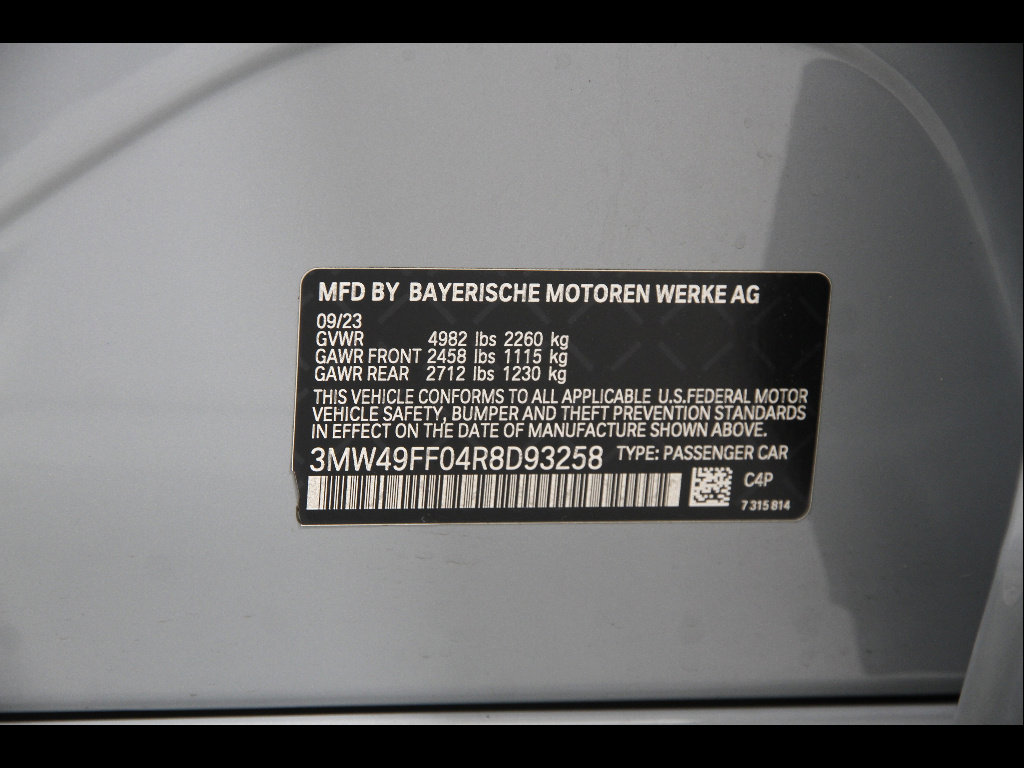 MFD BY BAYERISCHE MOTOREN WERKE AG
09/23
GVWR 4982 lbs 2260 kg
GAWR FRONT 2458 lbs 1115 kg
GAWR REAR 2712 lbs 1230 kg
THIS VEHICLE CONFORMS TO ALL APPLICABLE U.S.FEDERAL MOTOR
VEHICLE SAFETY, BUMPER AND THEFT PREVENTION STANDARDS
IN EFFECT ON THE DATE OF MANUFACTURE SHOWN ABOVE.
3MW49FF04R8D93258 TYPE: PASSENGER CAR
C4P
7 315 814